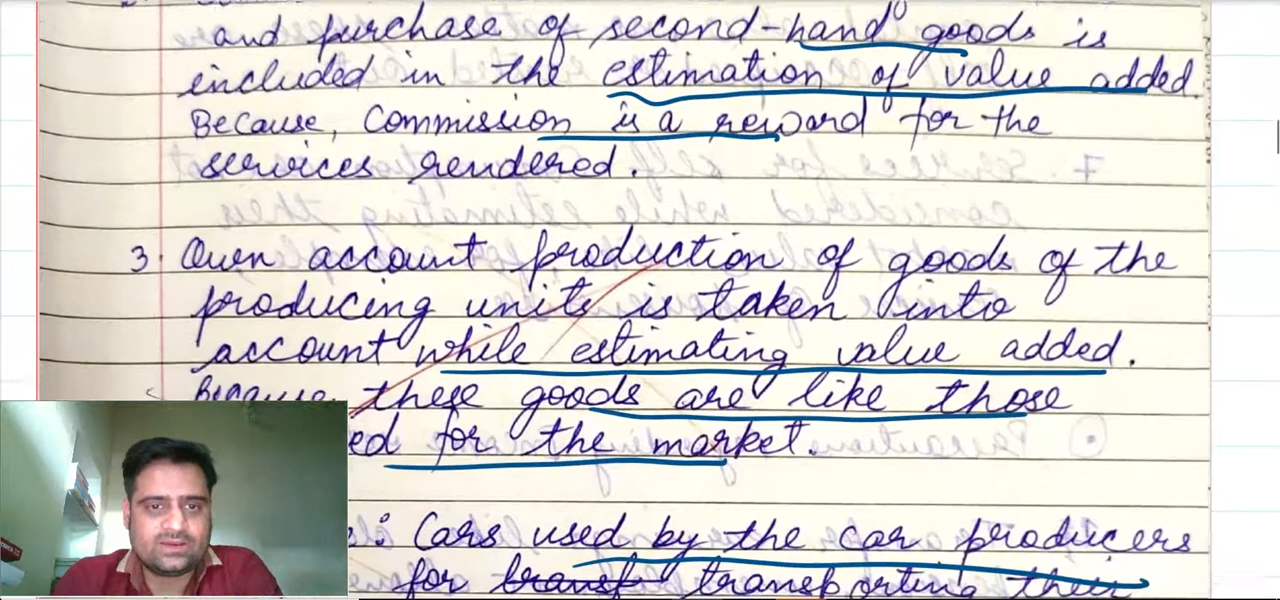 and purchase of second-hand goods is
included in the estimation of value added.
Because, Commission is a reward for the
services rendered.
3. Own account production of goods of the
producing units is taken into
account while estimating value added.
Because, these goods are like those
ed for the market.
: Cars used by the car producers
for transf transporting their